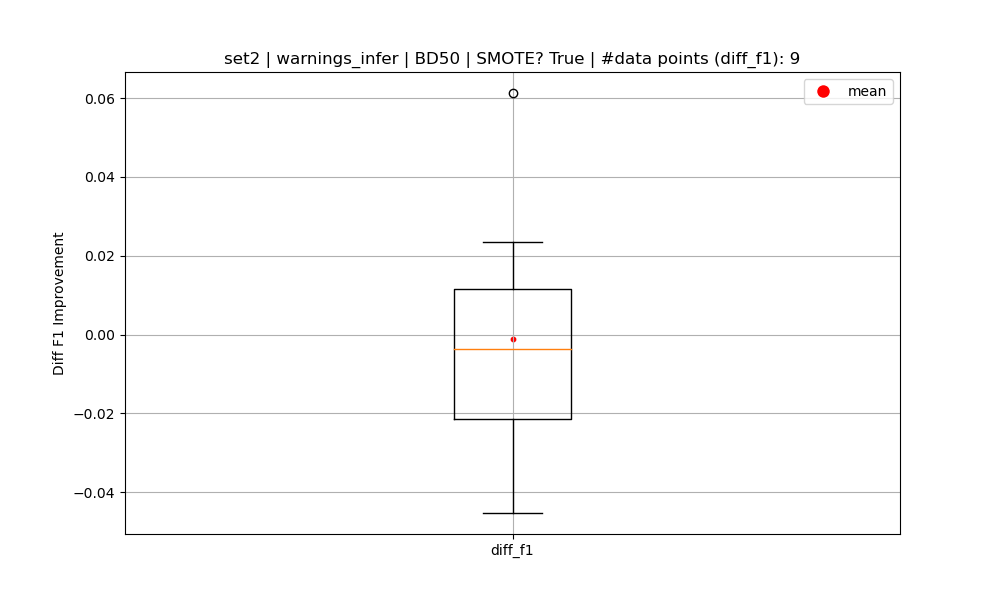 set2 | warnings_infer | BD50 | SMOTE? True | #data points (diff_f1): 9
mean
0.06
0.04
0.02
0.00
−0.02
−0.04
Diff F1 Improvement
diff_f1